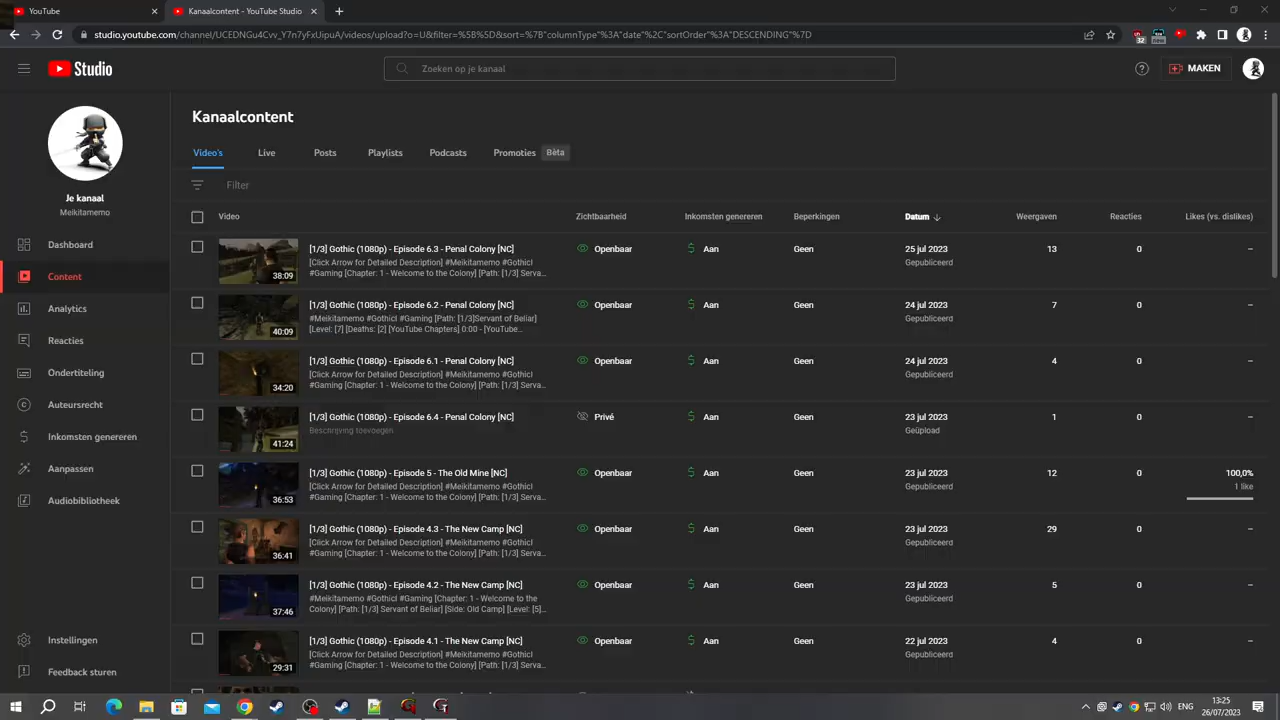 YouTube
Kanaalcontent - YouTube Studio
studio.youtube.com/channel/UCEDNGu4Cvv_Y7n7yFxUipuA/videos/upload?o=U&filter=%5B%5D&sort=%7B"columnType"%3A"date"%2C"sortOrder"%3A"DESCENDING"%7D
32
Studio
Zoeken op je kanaal
MAKEN
Je kanaal
Meikitamemo
Dashboard
Content
Analytics
Reacties
Ondertiteling
Auteursrecht
Inkomsten genereren
Aanpassen
Audiobibliotheek
Instellingen
Feedback sturen
Kanaalcontent
Video's Live Posts Playlists Podcasts Promoties Bèta
Filter
Video Zichtbaarheid Inkomsten genereren Beperkingen Datum Weergaven Reacties Likes (vs. dislikes)
[1/3] Gothic (1080p) - Episode 6.3 - Penal Colony [NC] Openbaar Aan Geen 25 jul 2023 13 0 –
[Click Arrow for Detailed Description] #Meikitamemo #GothicI Gepubliceerd
#Gaming [Chapter: 1 - Welcome to the Colony] [Path: [1/3] Serva...
38:09
[1/3] Gothic (1080p) - Episode 6.2 - Penal Colony [NC] Openbaar Aan Geen 24 jul 2023 7 0 –
#Meikitamemo #GothicI #Gaming [Path: [1/3]Servant of Beliar] Gepubliceerd
[Level: [7] [Deaths: [2] [YouTube Chapters] 0:00 - [YouTube...
40:09
[1/3] Gothic (1080p) - Episode 6.1 - Penal Colony [NC] Openbaar Aan Geen 24 jul 2023 4 0 –
[Click Arrow for Detailed Description] #Meikitamemo #GothicI Gepubliceerd
#Gaming [Chapter: 1 - Welcome to the Colony] [Path: [1/3] Serva...
34:20
[1/3] Gothic (1080p) - Episode 6.4 - Penal Colony [NC] Privé Aan Geen 23 jul 2023 1 0 –
Beschrijving toevoegen Geüpload
41:24
[1/3] Gothic (1080p) - Episode 5 - The Old Mine [NC] Openbaar Aan Geen 23 jul 2023 12 0 100,0%
[Click Arrow for Detailed Description] #Meikitamemo #GothicI Gepubliceerd 1 like
#Gaming [Chapter: 1 - Welcome to the Colony] [Path: [1/3] Serva...
36:53
[1/3] Gothic (1080p) - Episode 4.3 - The New Camp [NC] Openbaar Aan Geen 23 jul 2023 29 0 –
[Click Arrow for Detailed Description] #Meikitamemo #GothicI Gepubliceerd
#Gaming [Chapter: 1 - Welcome to the Colony] [Path: [1/3] Serva...
36:41
[1/3] Gothic (1080p) - Episode 4.2 - The New Camp [NC] Openbaar Aan Geen 23 jul 2023 5 0 –
#Meikitamemo #GothicI #Gaming [Chapter: 1 - Welcome to the Gepubliceerd
Colony] [Path: [1/3] Servant of Beliar] [Side: Old Camp] [Level: [5]...
37:46
[1/3] Gothic (1080p) - Episode 4.1 - The New Camp [NC] Openbaar Aan Geen 22 jul 2023 4 0 –
[Click Arrow for Detailed Description] #Meikitamemo #GothicI Gepubliceerd
#Gaming [Chapter: 1 - Welcome to the Colony] [Path: [1/3] Serva...
29:31
ENG
13:25
26/07/2023